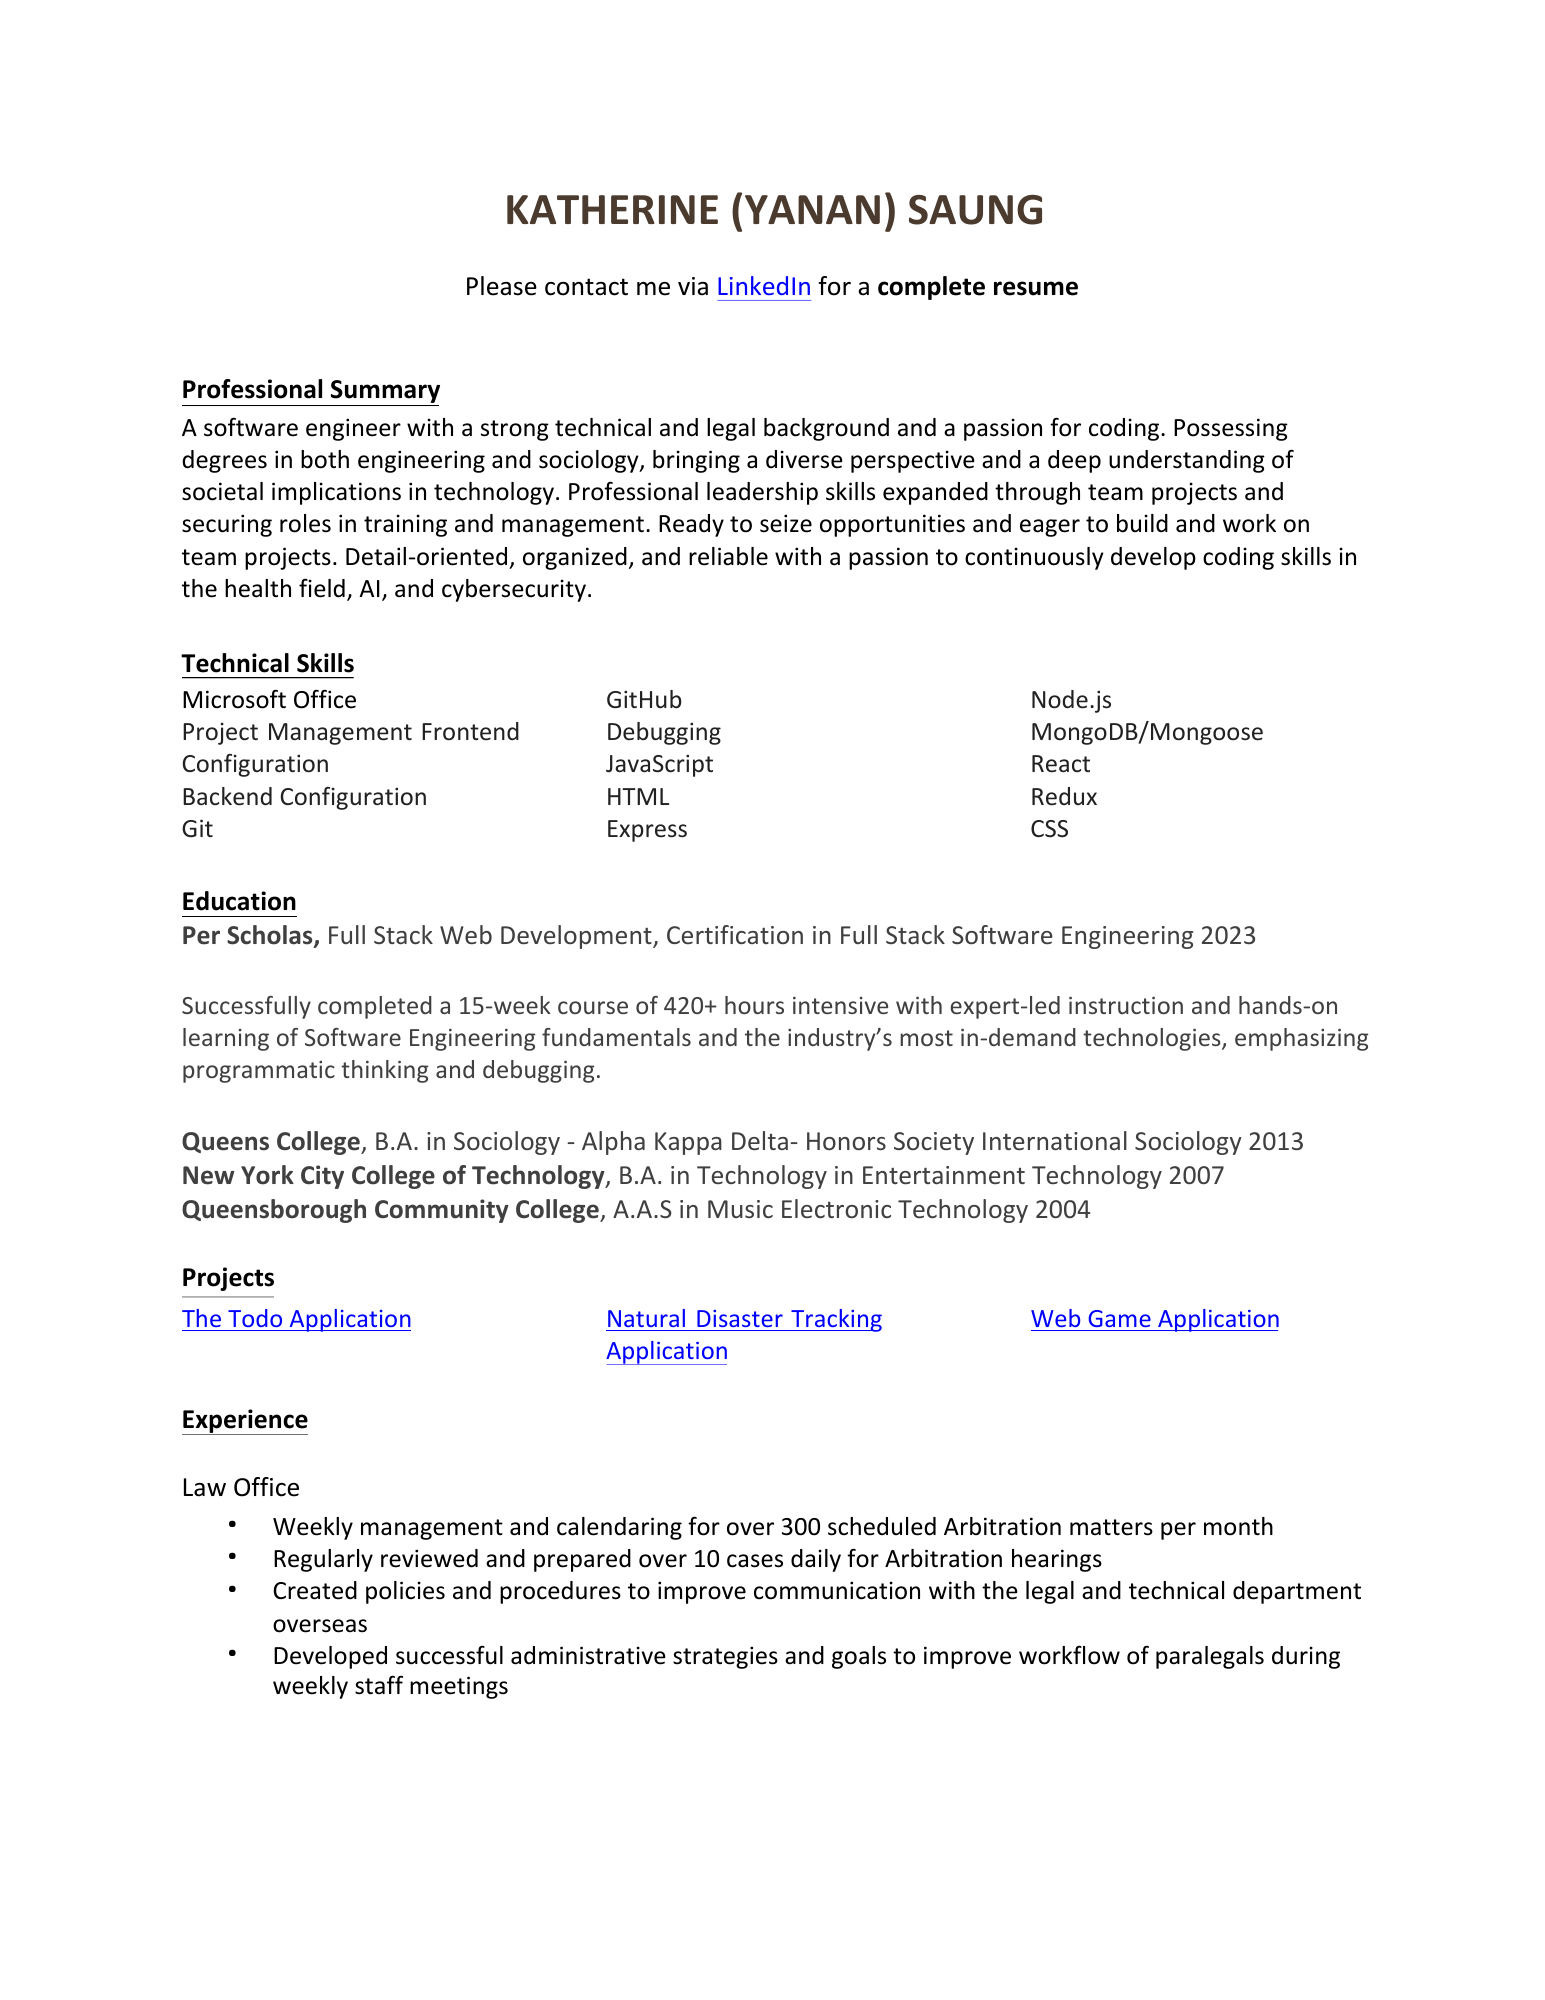 KATHERINE (YANAN) SAUNG
Please contact me via LinkedIn for a complete resume
Professional Summary
A software engineer with a strong technical and legal background and a passion for coding. Possessing
degrees in both engineering and sociology, bringing a diverse perspective and a deep understanding of
societal implications in technology. Professional leadership skills expanded through team projects and
securing roles in training and management. Ready to seize opportunities and eager to build and work on
team projects. Detail-oriented, organized, and reliable with a passion to continuously develop coding skills in
the health field, AI, and cybersecurity.
Technical Skills
Microsoft Office
Project Management Frontend
Configuration
Backend Configuration
Git
GitHub
Debugging
JavaScript
HTML
Express
Node.js
MongoDB/Mongoose
React
Redux
CSS
Education
Per Scholas, Full Stack Web Development, Certification in Full Stack Software Engineering 2023
Successfully completed a 15-week course of 420+ hours intensive with expert-led instruction and hands-on
learning of Software Engineering fundamentals and the industry’s most in-demand technologies, emphasizing
programmatic thinking and debugging.
Queens College, B.A. in Sociology - Alpha Kappa Delta- Honors Society International Sociology 2013
New York City College of Technology, B.A. in Technology in Entertainment Technology 2007
Queensborough Community College, A.A.S in Music Electronic Technology 2004
Projects
The Todo Application
Natural Disaster Tracking
Application
Web Game Application
Experience
Law Office
• Weekly management and calendaring for over 300 scheduled Arbitration matters per month
• Regularly reviewed and prepared over 10 cases daily for Arbitration hearings
• Created policies and procedures to improve communication with the legal and technical department
overseas
• Developed successful administrative strategies and goals to improve workflow of paralegals during
weekly staff meetings